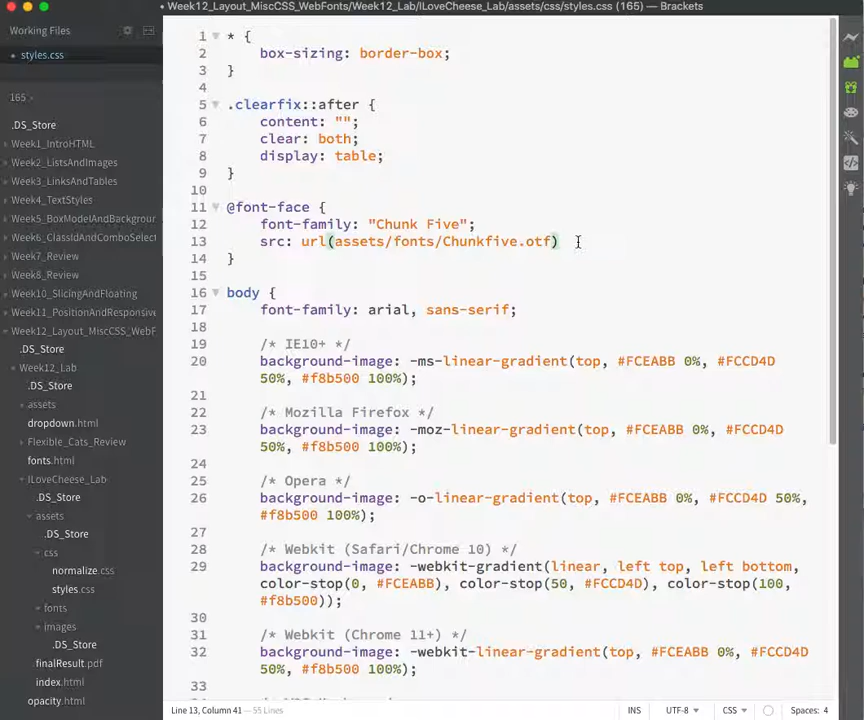 • Week12_Layout_MiscCSS_WebFonts/Week12_Lab/ILoveCheese_Lab/assets/css/styles.css (165) — Brackets
Working Files
• styles.css
165
.DS_Store
Week1_IntroHTML
Week2_ListsAndImages
Week3_LinksAndTables
Week4_TextStyles
Week5_BoxModelAndBackgrour
Week6_ClassIdAndComboSelect
Week7_Review
Week8_Review
Week10_SlicingAndFloating
Week11_PositionAndResponsive
Week12_Layout_MiscCSS_WebF
.DS_Store
Week12_Lab
.DS_Store
assets
dropdown.html
Flexible_Cats_Review
fonts.html
ILoveCheese_Lab
.DS_Store
assets
.DS_Store
css
normalize.css
styles.css
fonts
images
.DS_Store
finalResult.pdf
index.html
opacity.html
1 * {
2 box-sizing: border-box;
3 }
4
5 .clearfix::after {
6 content: "";
7 clear: both;
8 display: table;
9 }
10
11 @font-face {
12 font-family: "Chunk Five";
13 src: url(assets/fonts/Chunkfive.otf)
14 }
15
16 body {
17 font-family: arial, sans-serif;
18
19 /* IE10+ */
20 background-image: -ms-linear-gradient(top, #FCEABB 0%, #FCCD4D
50%, #f8b500 100%);
21
22 /* Mozilla Firefox */
23 background-image: -moz-linear-gradient(top, #FCEABB 0%, #FCCD4D
50%, #f8b500 100%);
24
25 /* Opera */
26 background-image: -o-linear-gradient(top, #FCEABB 0%, #FCCD4D 50%,
#f8b500 100%);
27
28 /* Webkit (Safari/Chrome 10) */
29 background-image: -webkit-gradient(linear, left top, left bottom,
color-stop(0, #FCEABB), color-stop(50, #FCCD4D), color-stop(100,
#f8b500));
30
31 /* Webkit (Chrome 11+) */
32 background-image: -webkit-linear-gradient(top, #FCEABB 0%, #FCCD4D
50%, #f8b500 100%);
33
Line 13, Column 41 — 55 Lines
INS
UTF-8
CSS
Spaces: 4